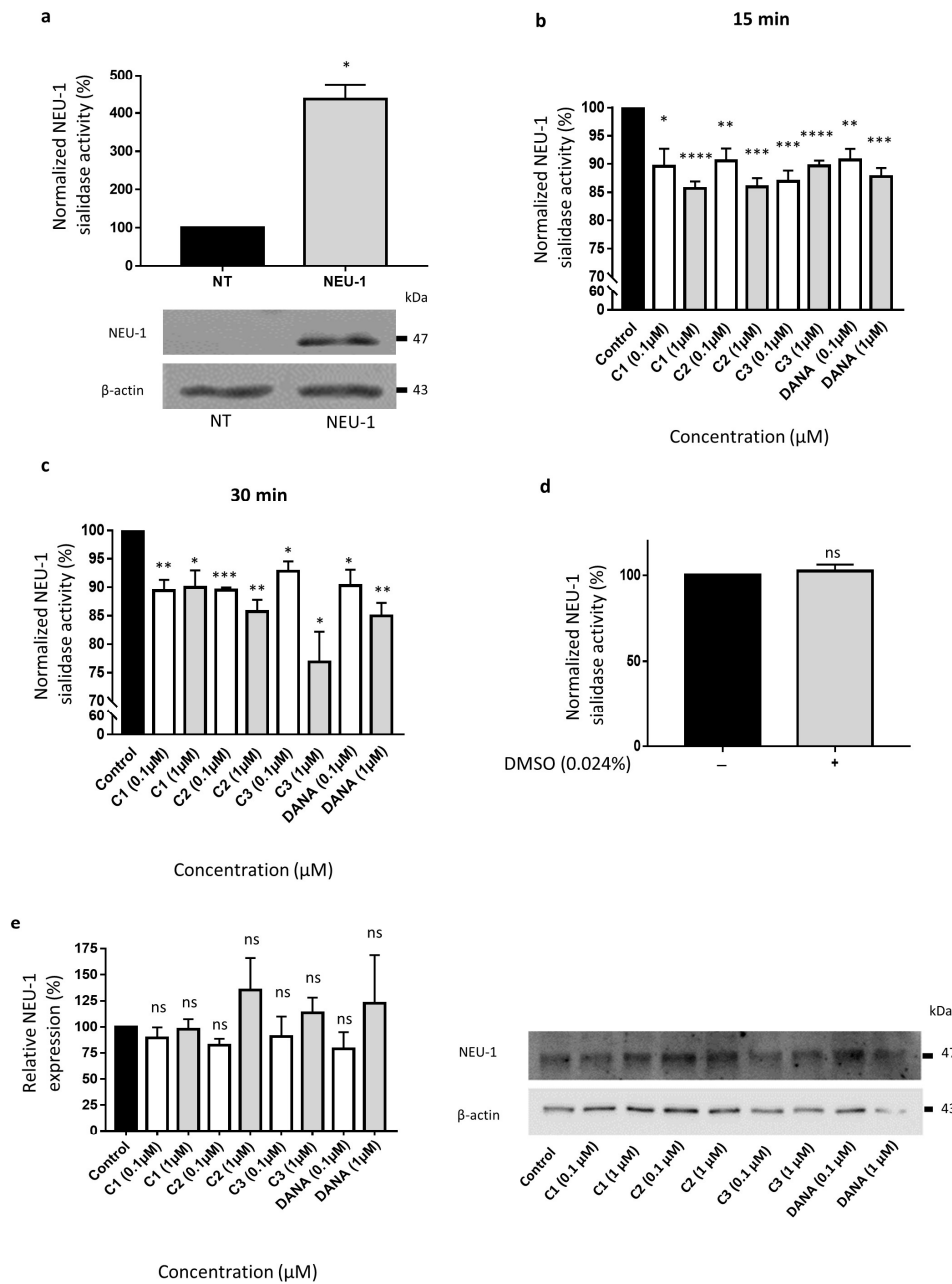 a
Normalized NEU-1
sialidase activity (%)
500
400
300
200
100
0
*
NT
NEU-1
kDa
NEU-1
47
β-actin
43
NT
NEU-1
b
15 min
Normalized NEU-1
sialidase activity (%)
100
95
90
85
80
75
70
60
0
*
****
**
***
***
****
**
***
Control
C1 (0.1µM)
C1 (1µM)
C2 (0.1µM)
C2 (1µM)
C3 (0.1µM)
C3 (1µM)
DANA (0.1µM)
DANA (1µM)
Concentration (µM)
c
30 min
Normalized NEU-1
sialidase activity (%)
100
95
90
85
80
75
70
60
0
**
*
***
**
*
*
*
**
Control
C1 (0.1µM)
C1 (1µM)
C2 (0.1µM)
C2 (1µM)
C3 (0.1µM)
C3 (1µM)
DANA (0.1µM)
DANA (1µM)
Concentration (µM)
d
Normalized NEU-1
sialidase activity (%)
100
50
0
ns
DMSO (0.024%)
–
+
e
Relative NEU-1
expression (%)
175
150
125
100
75
50
25
0
ns
ns
ns
ns
ns
ns
ns
ns
Control
C1 (0.1µM)
C1 (1µM)
C2 (0.1µM)
C2 (1µM)
C3 (0.1µM)
C3 (1µM)
DANA (0.1µM)
DANA (1µM)
Concentration (µM)
kDa
NEU-1
47
β-actin
43
Control
C1 (0.1 µM)
C1 (1 µM)
C2 (0.1 µM)
C2 (1 µM)
C3 (0.1 µM)
C3 (1 µM)
DANA (0.1 µM)
DANA (1 µM)